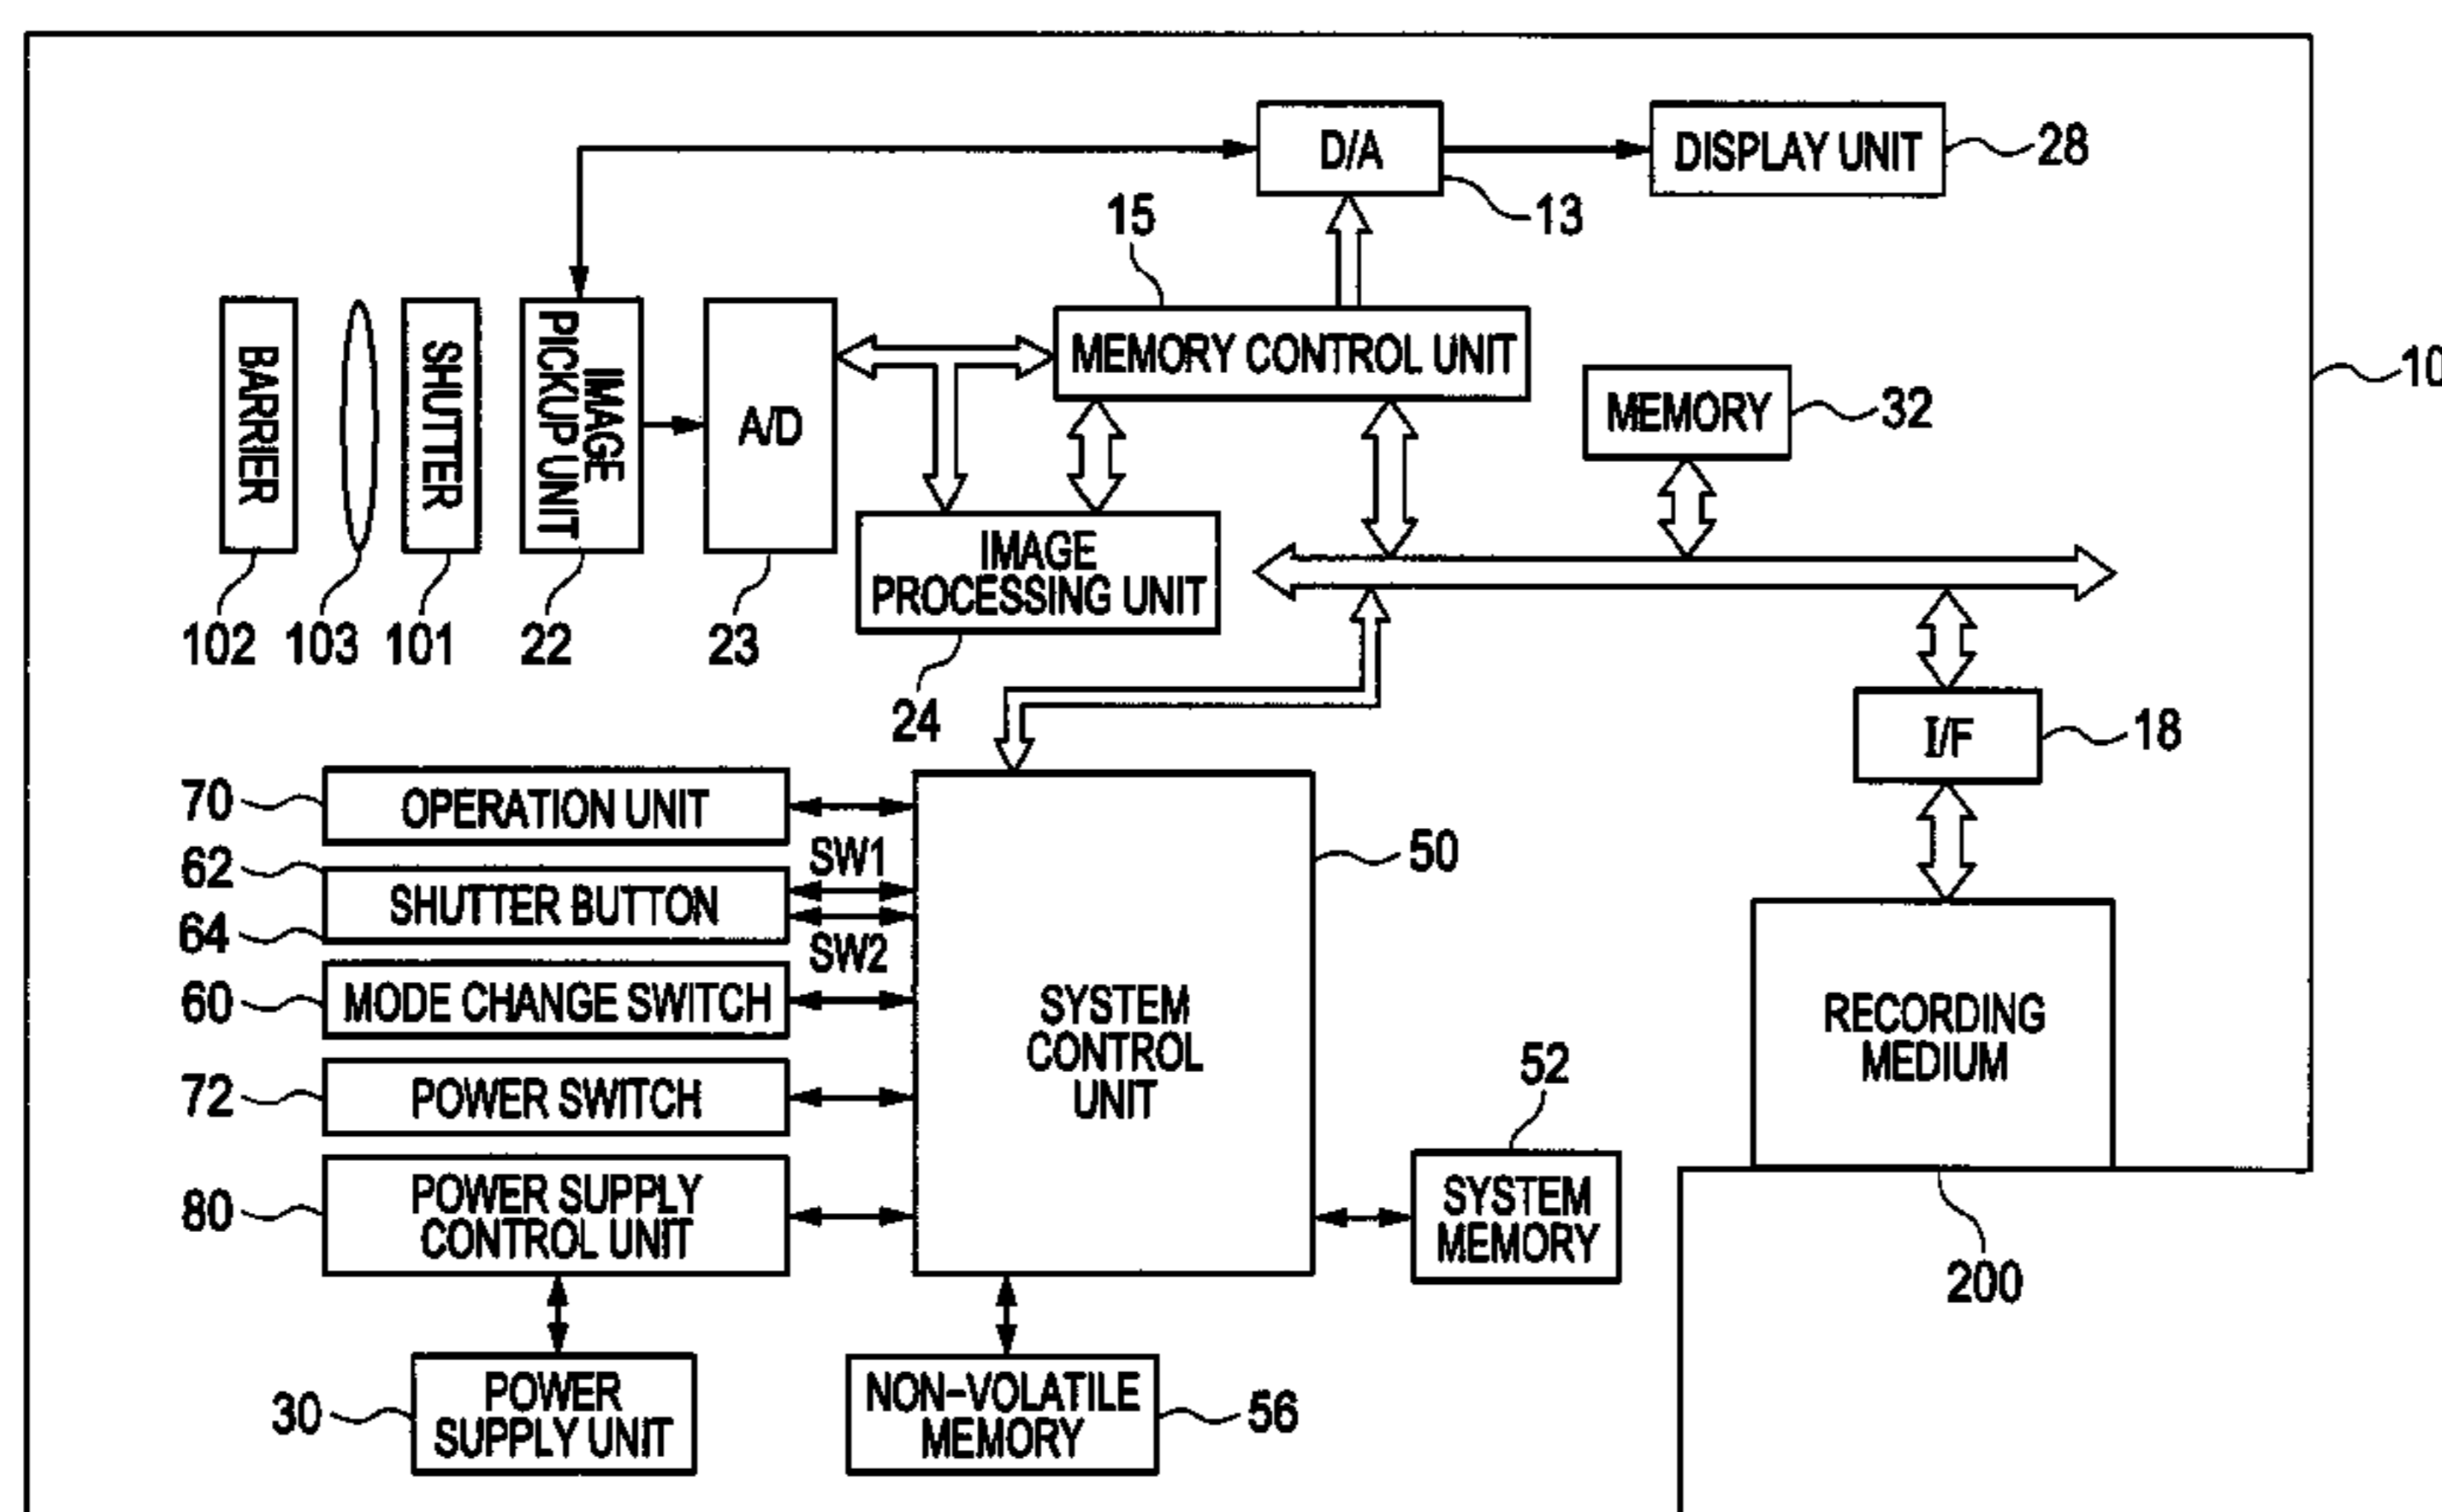 D/A
DISPLAY UNIT
28
13
15
BARRIER
SHUTTER
IMAGE
PICKUP UNIT
A/D
MEMORY CONTROL UNIT
MEMORY
32
10
IMAGE
PROCESSING UNIT
102
103
101
22
23
24
I/F
18
70
OPERATION UNIT
62
SHUTTER BUTTON
64
SW1
SW2
60
MODE CHANGE SWITCH
72
POWER SWITCH
80
POWER SUPPLY
CONTROL UNIT
SYSTEM
CONTROL
UNIT
50
RECORDING
MEDIUM
52
SYSTEM
MEMORY
200
30
POWER
SUPPLY UNIT
NON-VOLATILE
MEMORY
56